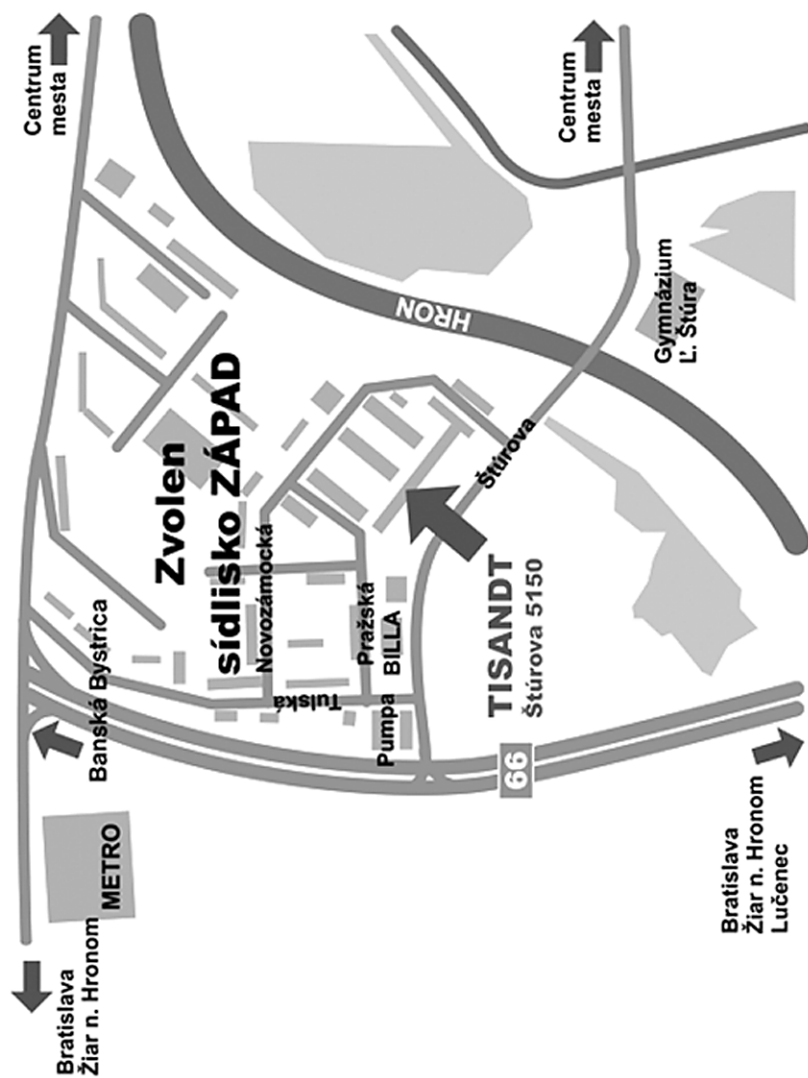 Bratislava
Žiar n. Hronom
METRO
Banská Bystrica
Zvolen
sídlisko ZÁPAD
Novozámocká
Tulská
Pražská
BILLA
Pumpa
TISANDT
Štúrova 5150
66
Štúrova
HRON
Gymnázium
Ľ. Štúra
Centrum
mesta
Centrum
mesta
Bratislava
Žiar n. Hronom
Lučenec